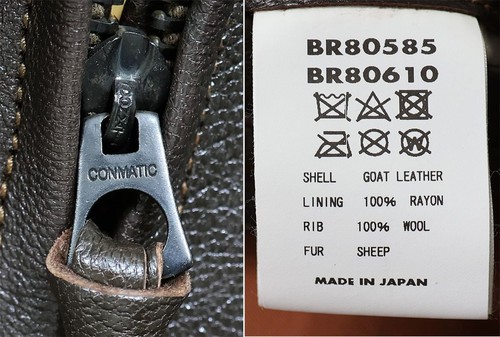 CONMATIC
BR80585
BR80610
W
SHELL GOAT LEATHER
LINING 100% RAYON
RIB 100% WOOL
FUR SHEEP
MADE IN JAPAN